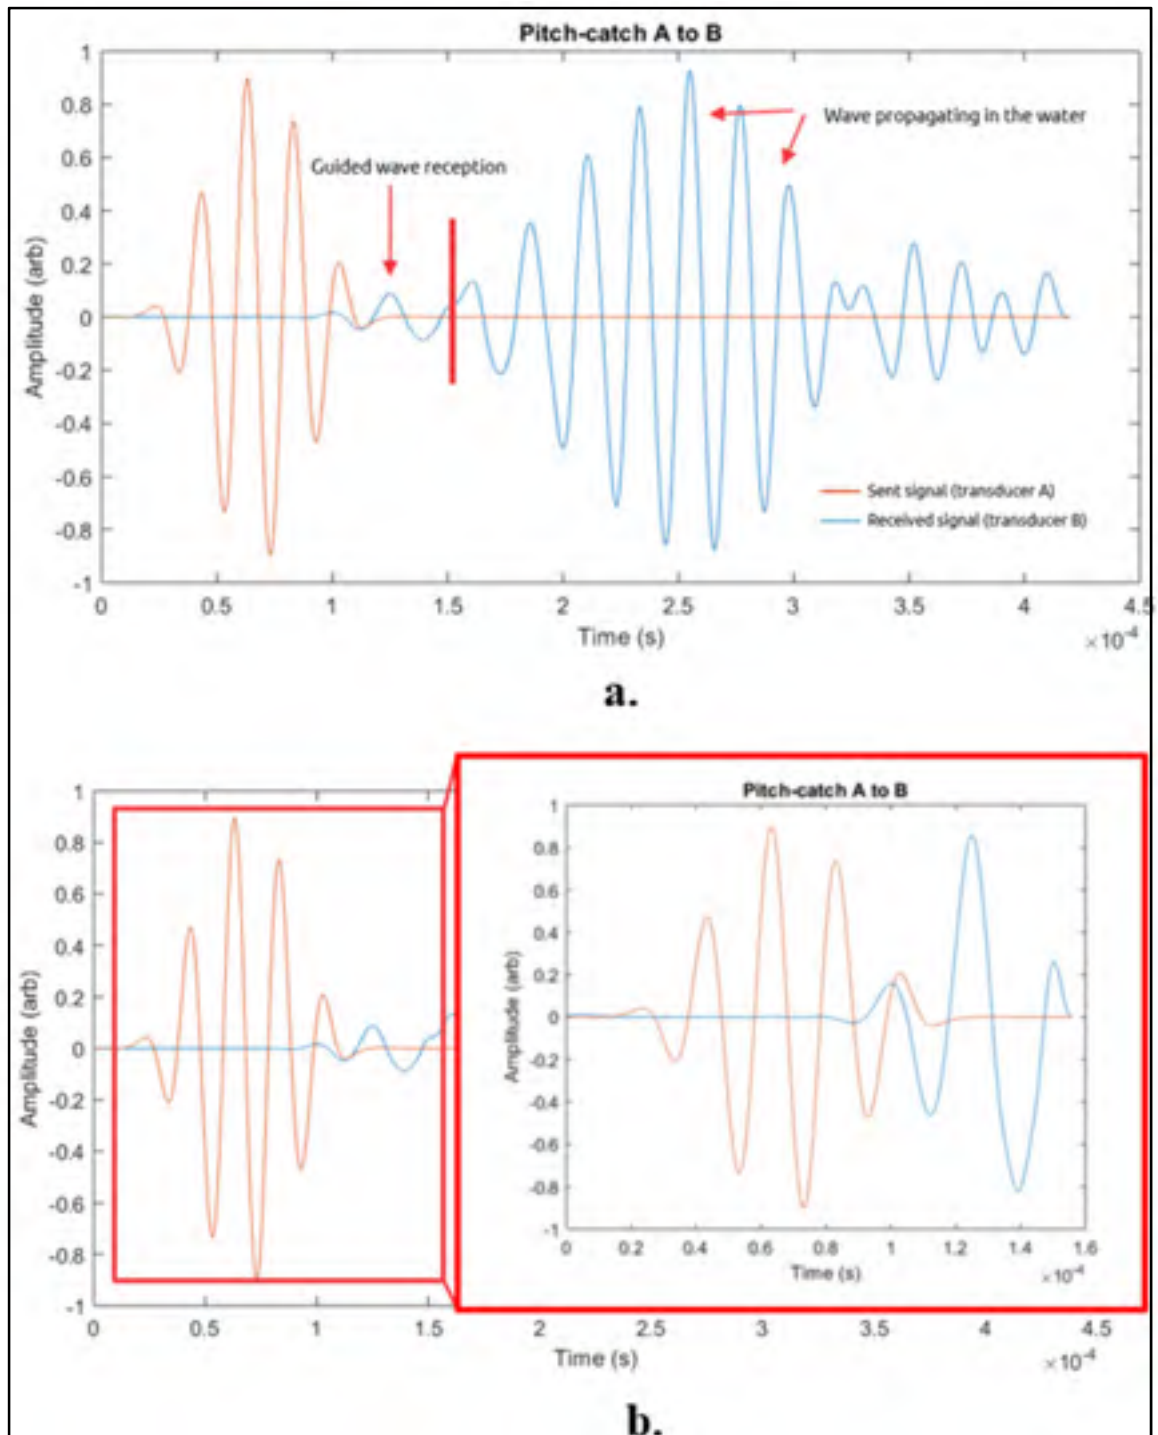 Pitch-catch A to B
1
0.8
0.6
0.4
0.2
0
-0.2
-0.4
-0.6
-0.8
-1
Amplitude (arb)
Guided wave reception
Wave propagating in the water
Sent signal (transducer A)
Received signal (transducer B)
0 0.5 1 1.5 2 2.5 3 3.5 4 4.5
Time (s)
×10-4
a.
1
0.8
0.6
0.4
0.2
0
-0.2
-0.4
-0.6
-0.8
-1
Amplitude (arb)
Pitch-catch A to B
1
0.8
0.6
0.4
0.2
0
-0.2
-0.4
-0.6
-0.8
-1
Amplitude (arb)
0 0.2 0.4 0.6 0.8 1 1.2 1.4 1.6
Time (s)
×10-4
0 0.5 1 1.5 2 2.5 3 3.5 4 4.5
Time (s)
×10-4
b.